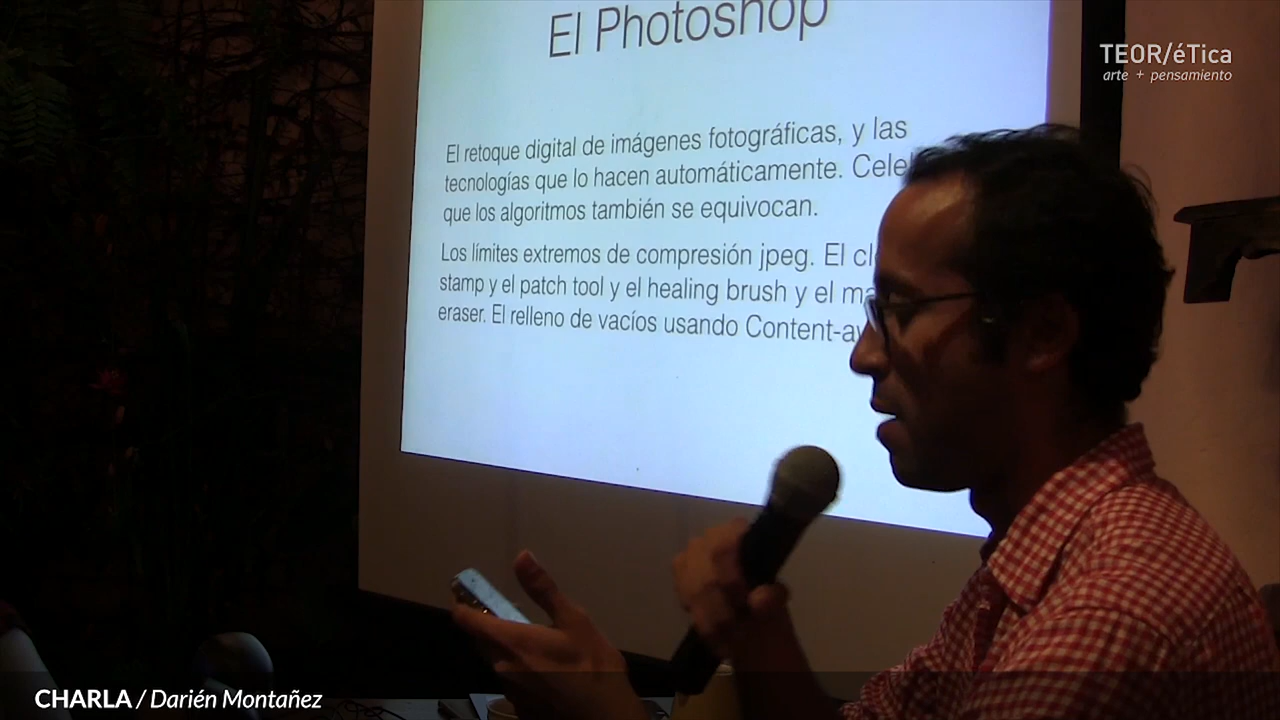 El Photoshop
TEOR/éTica
arte + pensamiento
El retoque digital de imágenes fotográficas, y las
tecnologías que lo hacen automáticamente.
que los algoritmos también se equivocan.
Los límites extremos de compresión jpeg. El
stamp y el patch tool y el healing brush y el
eraser. El relleno de vacíos usando
CHARLA / Darién Montañez